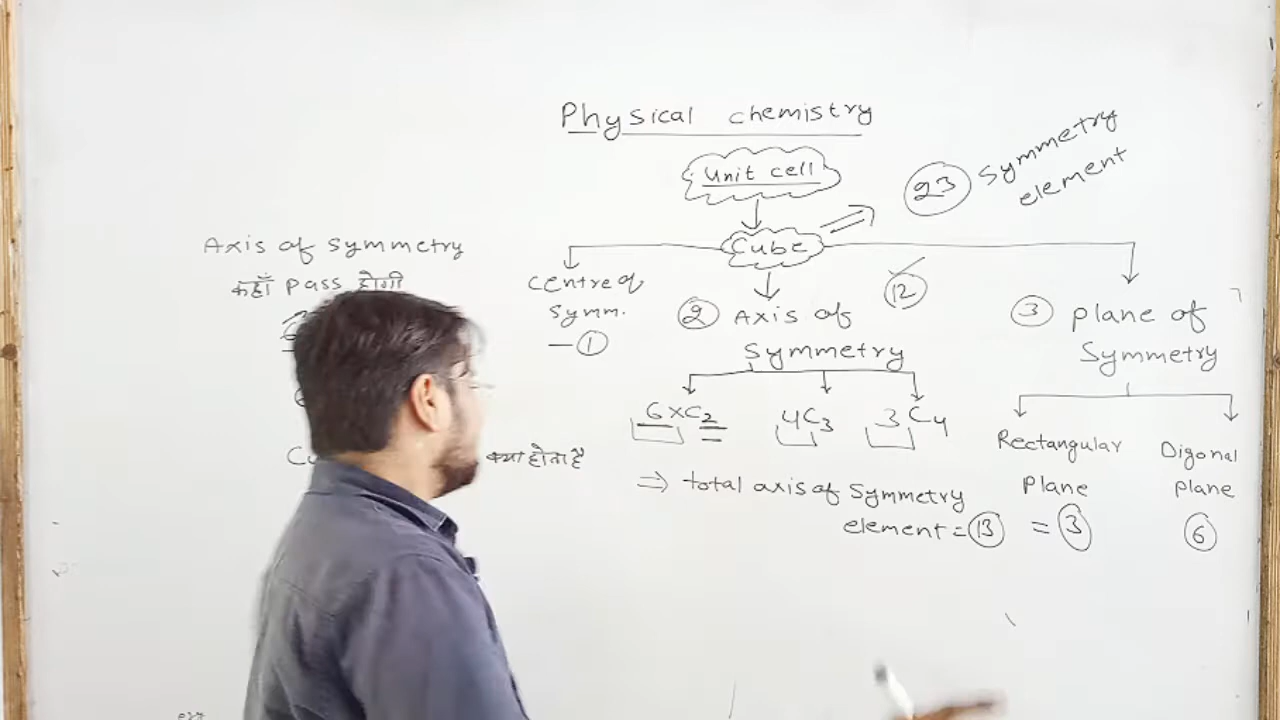 Physical chemistry
Unit cell
23 Symmetry element
Cube
Axis of Symmetry
कहाँ Pass होगी
Centre of
Symm.
— 1
12
2 Axis of
Symmetry
3 plane of
Symmetry
6×C2 4C3 3C4
Rectangular
Plane
= 3
Digonal
plane
6
क्या होता है
⇒ total axis of Symmetry
element = 13